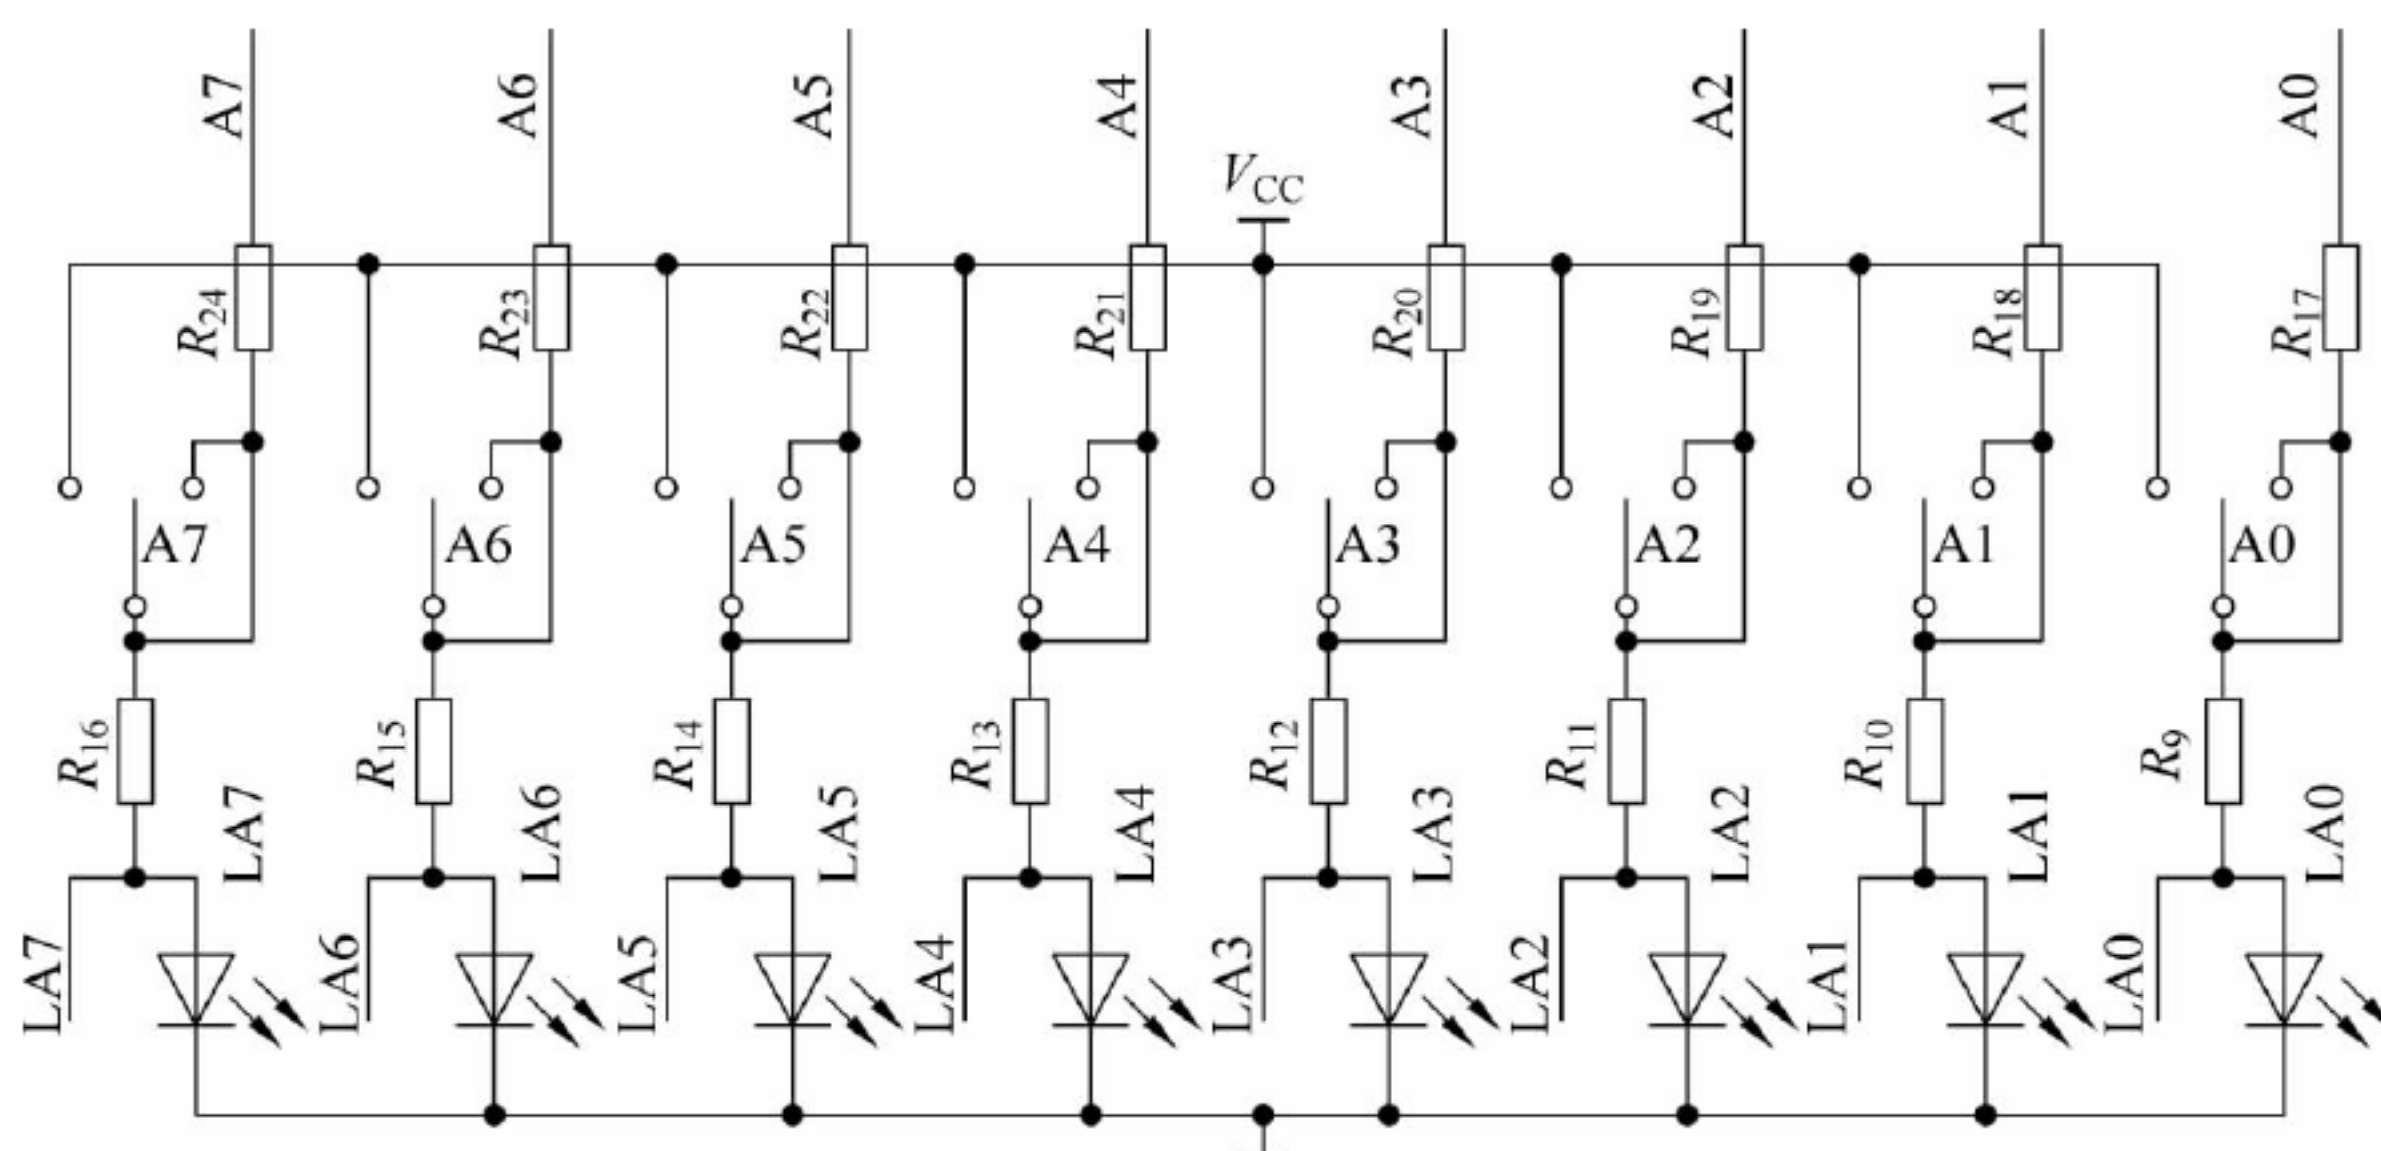 A7 A6 A5 A4 A3 A2 A1 A0
VCC
R24 R23 R22 R21 R20 R19 R18 R17
A7 A6 A5 A4 A3 A2 A1 A0
R16 R15 R14 R13 R12 R11 R10 R9
LA7 LA6 LA5 LA4 LA3 LA2 LA1 LA0
LA7 LA6 LA5 LA4 LA3 LA2 LA1 LA0